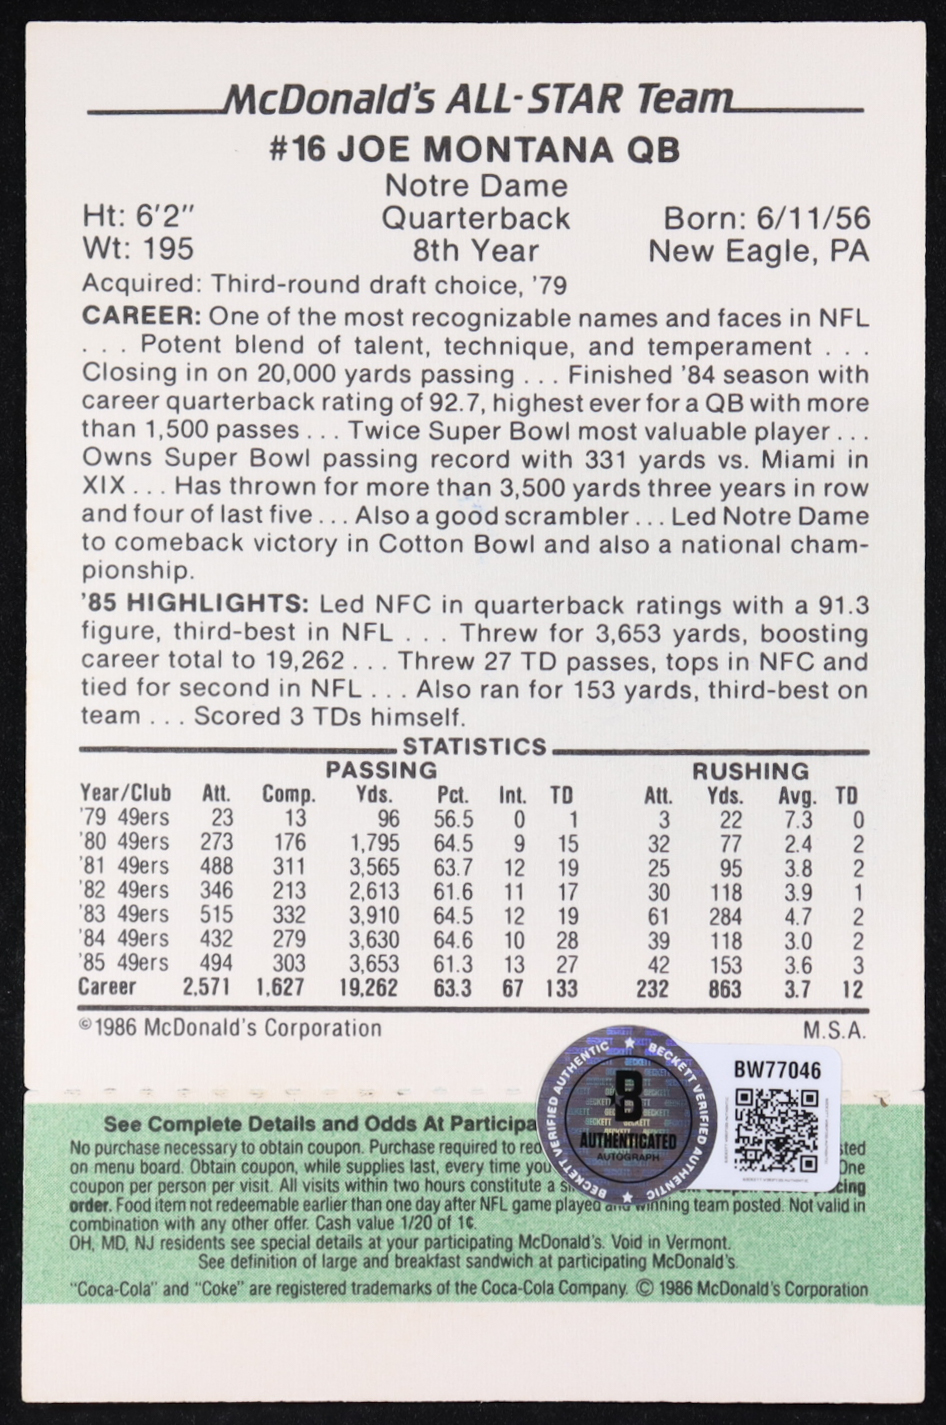 McDonald's ALL-STAR Team
#16 JOE MONTANA QB
Notre Dame
Ht: 6'2" Quarterback Born: 6/11/56
Wt: 195 8th Year New Eagle, PA
Acquired: Third-round draft choice, '79
CAREER: One of the most recognizable names and faces in NFL
. . . Potent blend of talent, technique, and temperament . . .
Closing in on 20,000 yards passing . . . Finished '84 season with
career quarterback rating of 92.7, highest ever for a QB with more
than 1,500 passes . . . Twice Super Bowl most valuable player . . .
Owns Super Bowl passing record with 331 yards vs. Miami in
XIX . . . Has thrown for more than 3,500 yards three years in row
and four of last five . . . Also a good scrambler . . . Led Notre Dame
to comeback victory in Cotton Bowl and also a national cham-
pionship.
'85 HIGHLIGHTS: Led NFC in quarterback ratings with a 91.3
figure, third-best in NFL . . . Threw for 3,653 yards, boosting
career total to 19,262 . . . Threw 27 TD passes, tops in NFC and
tied for second in NFL . . . Also ran for 153 yards, third-best on
team . . . Scored 3 TDs himself.
STATISTICS
PASSING RUSHING
Year/Club Att. Comp. Yds. Pct. Int. TD Att. Yds. Avg. TD
'79 49ers 23 13 96 56.5 0 1 3 22 7.3 0
'80 49ers 273 176 1,795 64.5 9 15 32 77 2.4 2
'81 49ers 488 311 3,565 63.7 12 19 25 95 3.8 2
'82 49ers 346 213 2,613 61.6 11 17 30 118 3.9 1
'83 49ers 515 332 3,910 64.5 12 19 61 284 4.7 2
'84 49ers 432 279 3,630 64.6 10 28 39 118 3.0 2
'85 49ers 494 303 3,653 61.3 13 27 42 153 3.6 3
Career 2,571 1,627 19,262 63.3 67 133 232 863 3.7 12
©1986 McDonald's Corporation M.S.A.
BECKETT VERIFIED AUTHENTIC ★ BECKETT VERIFIED AUTHENTIC ★
B
AUTHENTICATED
AUTOGRAPH
BW77046
See Complete Details and Odds At Participa
No purchase necessary to obtain coupon. Purchase required to re
on menu board. Obtain coupon, while supplies last, every time you One
coupon per person per visit. All visits within two hours constitute a coupon placing
order. Food item not redeemable earlier than one day after NFL game played and winning team posted. Not valid in
combination with any other offer. Cash value 1/20 of 1¢.
OH, MD, NJ residents see special details at your participating McDonald's. Void in Vermont.
See definition of large and breakfast sandwich at participating McDonald's.
"Coca-Cola" and "Coke" are registered trademarks of the Coca-Cola Company. © 1986 McDonald's Corporation